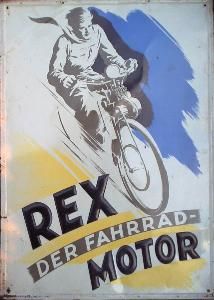 REX
DER FAHRRAD-
MOTOR